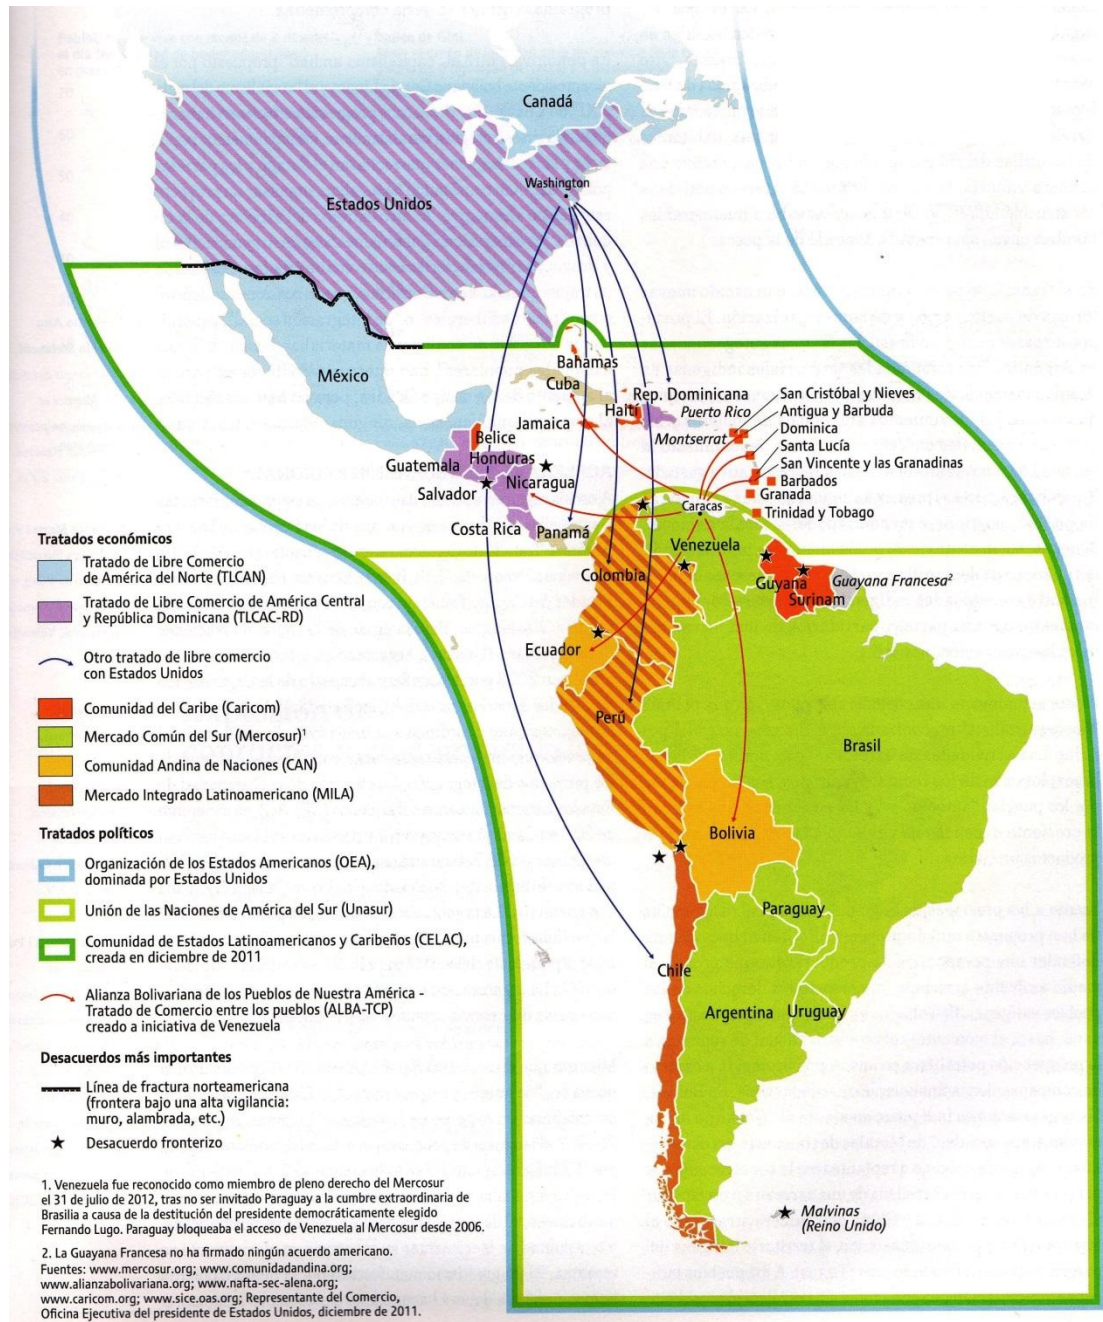 Canadá
Washington
Estados Unidos
México
Bahamas
Cuba
Rep. Dominicana
Haití
Puerto Rico
Jamaica
Montserrat
San Cristóbal y Nieves
Antigua y Barbuda
Dominica
Santa Lucía
San Vincente y las Granadinas
Barbados
Granada
Trinidad y Tobago
Belice
Honduras
Guatemala
Nicaragua
Salvador
Costa Rica
Panamá
Caracas
Venezuela
Colombia
Guyana
Surinam
Guayana Francesa2
Ecuador
Perú
Brasil
Bolivia
Paraguay
Chile
Argentina
Uruguay
Malvinas
(Reino Unido)
Tratados económicos
Tratado de Libre Comercio
de América del Norte (TLCAN)
Tratado de Libre Comercio de América Central
y República Dominicana (TLCAC-RD)
Otro tratado de libre comercio
con Estados Unidos
Comunidad del Caribe (Caricom)
Mercado Común del Sur (Mercosur)1
Comunidad Andina de Naciones (CAN)
Mercado Integrado Latinoamericano (MILA)
Tratados políticos
Organización de los Estados Americanos (OEA),
dominada por Estados Unidos
Unión de las Naciones de América del Sur (Unasur)
Comunidad de Estados Latinoamericanos y Caribeños (CELAC),
creada en diciembre de 2011
Alianza Bolivariana de los Pueblos de Nuestra América -
Tratado de Comercio entre los pueblos (ALBA-TCP)
creado a iniciativa de Venezuela
Desacuerdos más importantes
Línea de fractura norteamericana
(frontera bajo una alta vigilancia:
muro, alambrada, etc.)
Desacuerdo fronterizo
1. Venezuela fue reconocido como miembro de pleno derecho del Mercosur
el 31 de julio de 2012, tras no ser invitado Paraguay a la cumbre extraordinaria de
Brasilia a causa de la destitución del presidente democráticamente elegido
Fernando Lugo. Paraguay bloqueaba el acceso de Venezuela al Mercosur desde 2006.
2. La Guayana Francesa no ha firmado ningún acuerdo americano.
Fuentes: www.mercosur.org; www.comunidadandina.org;
www.alianzabolivariana.org; www.nafta-sec-alena.org;
www.caricom.org; www.sice.oas.org; Representante del Comercio,
Oficina Ejecutiva del presidente de Estados Unidos, diciembre de 2011.